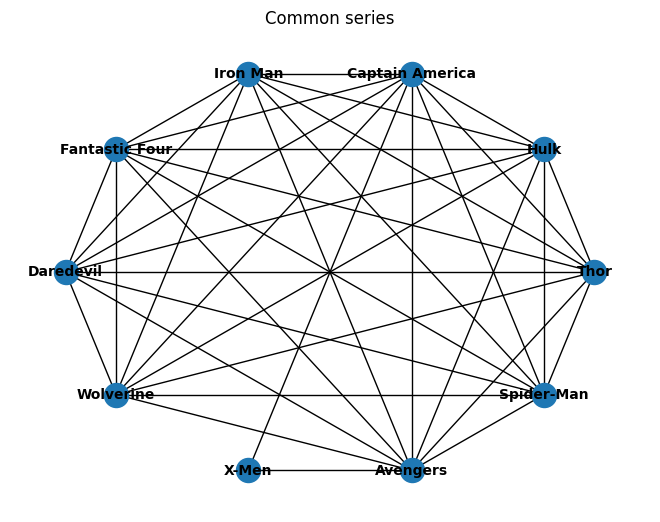 Common series
Iron Man
Captain America
Fantastic Four
Hulk
Daredevil
Thor
Wolverine
Spider-Man
X-Men
Avengers